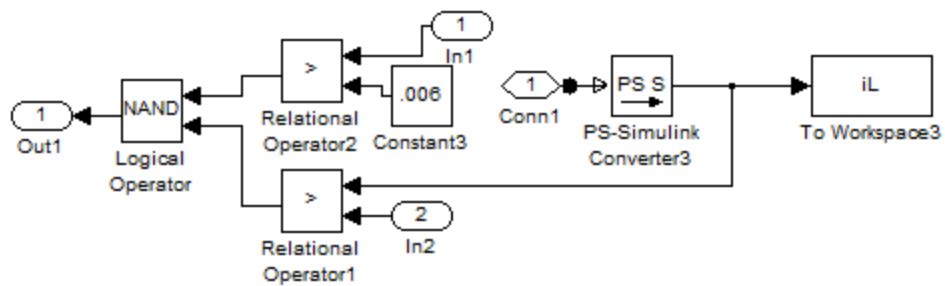 1
In1
>
.006
1
PS S
iL
NAND
1
Out1
Relational
Operator2
Constant3
Conn1
PS-Simulink
Converter3
To Workspace3
Logical
Operator
>
2
In2
Relational
Operator1